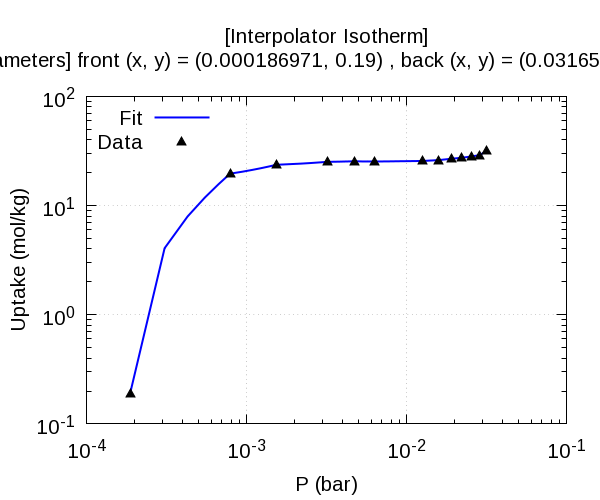 [Interpolator Isotherm]
ameters] front (x, y) = (0.000186971, 0.19) , back (x, y) = (0.03165
10^2
Fit
Data
10^1
10^0
10^-1
Uptake (mol/kg)
10^-4
10^-3
10^-2
10^-1
P (bar)